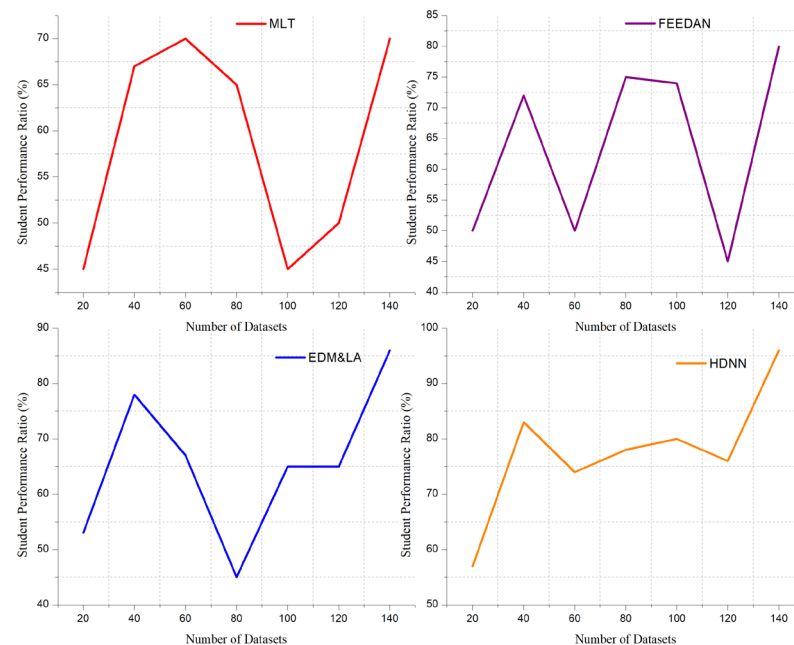 MLT
Student Performance Ratio (%)
70
65
60
55
50
45
20 40 60 80 100 120 140
Number of Datasets
FEEDAN
Student Performance Ratio (%)
85
80
75
70
65
60
55
50
45
40
20 40 60 80 100 120 140
Number of Datasets
EDM&LA
Student Performance Ratio (%)
90
80
70
60
50
40
20 40 60 80 100 120 140
Number of Datasets
HDNN
Student Performance Ratio (%)
100
90
80
70
60
50
20 40 60 80 100 120 140
Number of Datasets